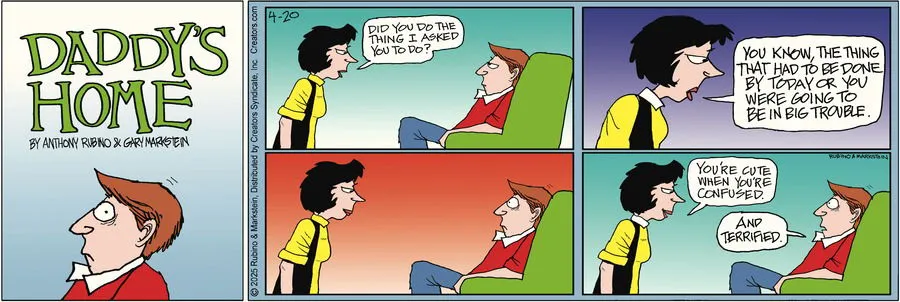 DADDY'S
HOME
BY ANTHONY RUBINO & GARY MARKSTEIN
© 2025 Rubino & Markstein, Distributed by Creators Syndicate, Inc Creators.com
4-20
DID YOU DO THE
THING I ASKED
YOU TO DO?
YOU KNOW, THE THING
THAT HAD TO BE DONE
BY TODAY OR YOU
WERE GOING TO
BE IN BIG TROUBLE.
RUBINO & MARKSTEIN
YOU'RE CUTE
WHEN YOU'RE
CONFUSED.
AND
TERRIFIED.